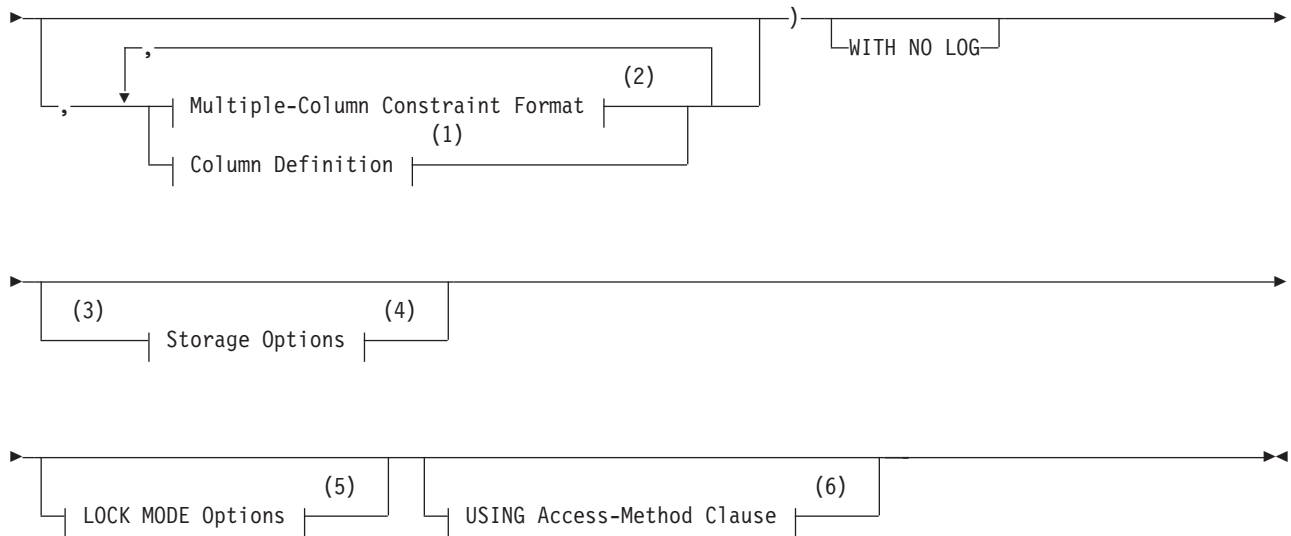 )
WITH NO LOG
,
(2)
, Multiple-Column Constraint Format
(1)
Column Definition
(3) (4)
Storage Options
(5) (6)
LOCK MODE Options USING Access-Method Clause